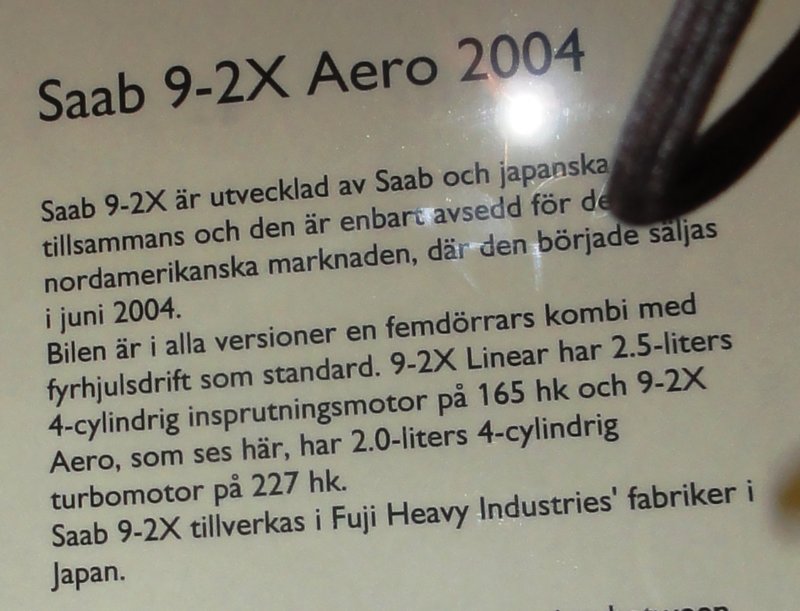 Saab 9-2X Aero 2004
Saab 9-2X är utvecklad av Saab och japanska
tillsammans och den är enbart avsedd för
nordamerikanska marknaden, där den började säljas
i juni 2004.
Bilen är i alla versioner en femdörrars kombi med
fyrhjulsdrift som standard. 9-2X Linear har 2.5-liters
4-cylindrig insprutningsmotor på 165 hk och 9-2X
Aero, som ses här, har 2.0-liters 4-cylindrig
turbomotor på 227 hk.
Saab 9-2X tillverkas i Fuji Heavy Industries' fabriker i
Japan.